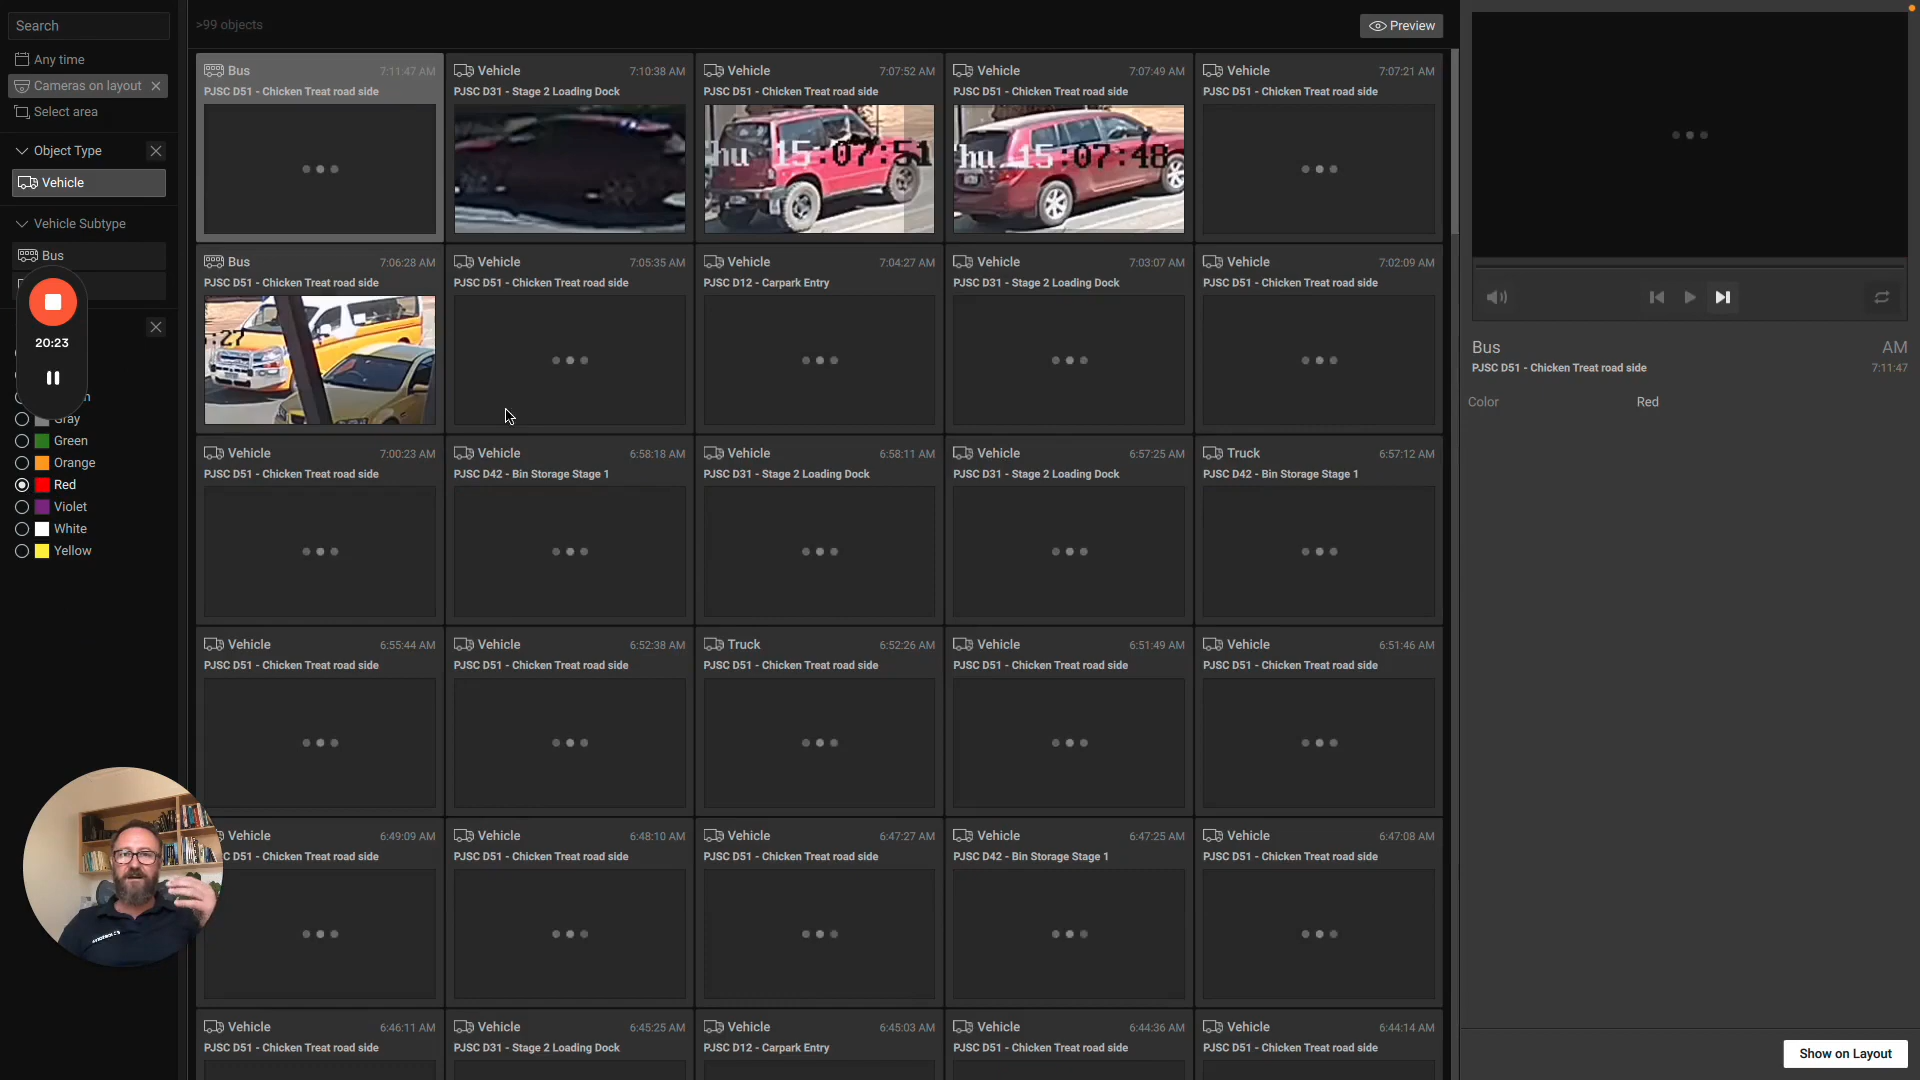 Search
Any time
Cameras on layout
Select area
Object Type
Vehicle
Vehicle Subtype
Bus
20:23
Gray
Green
Orange
Red
Violet
White
Yellow
>99 objects
Preview
Bus 7:11:47 AM
PJSC D51 - Chicken Treat road side
Vehicle 7:10:38 AM
PJSC D31 - Stage 2 Loading Dock
Vehicle 7:07:52 AM
PJSC D51 - Chicken Treat road side
hu 15:07:51
Vehicle 7:07:49 AM
PJSC D51 - Chicken Treat road side
hu 15:07:48
Vehicle 7:07:21 AM
PJSC D51 - Chicken Treat road side
Bus 7:06:28 AM
PJSC D51 - Chicken Treat road side
:27
Vehicle 7:05:35 AM
PJSC D51 - Chicken Treat road side
Vehicle 7:04:27 AM
PJSC D12 - Carpark Entry
Vehicle 7:03:07 AM
PJSC D31 - Stage 2 Loading Dock
Vehicle 7:02:09 AM
PJSC D51 - Chicken Treat road side
Vehicle 7:00:23 AM
PJSC D51 - Chicken Treat road side
Vehicle 6:58:18 AM
PJSC D42 - Bin Storage Stage 1
Vehicle 6:58:11 AM
PJSC D31 - Stage 2 Loading Dock
Vehicle 6:57:25 AM
PJSC D31 - Stage 2 Loading Dock
Truck 6:57:12 AM
PJSC D42 - Bin Storage Stage 1
Vehicle 6:55:44 AM
PJSC D51 - Chicken Treat road side
Vehicle 6:52:38 AM
PJSC D51 - Chicken Treat road side
Truck 6:52:26 AM
PJSC D51 - Chicken Treat road side
Vehicle 6:51:49 AM
PJSC D51 - Chicken Treat road side
Vehicle 6:51:46 AM
PJSC D51 - Chicken Treat road side
Vehicle 6:49:09 AM
C D51 - Chicken Treat road side
Vehicle 6:48:10 AM
PJSC D51 - Chicken Treat road side
Vehicle 6:47:27 AM
PJSC D51 - Chicken Treat road side
Vehicle 6:47:25 AM
PJSC D42 - Bin Storage Stage 1
Vehicle 6:47:08 AM
PJSC D51 - Chicken Treat road side
Vehicle 6:46:11 AM
PJSC D51 - Chicken Treat road side
Vehicle 6:45:25 AM
PJSC D31 - Stage 2 Loading Dock
Vehicle 6:45:03 AM
PJSC D12 - Carpark Entry
Vehicle 6:44:36 AM
PJSC D51 - Chicken Treat road side
Vehicle 6:44:14 AM
PJSC D51 - Chicken Treat road side
Bus AM
PJSC D51 - Chicken Treat road side 7:11:47
Color Red
Show on Layout